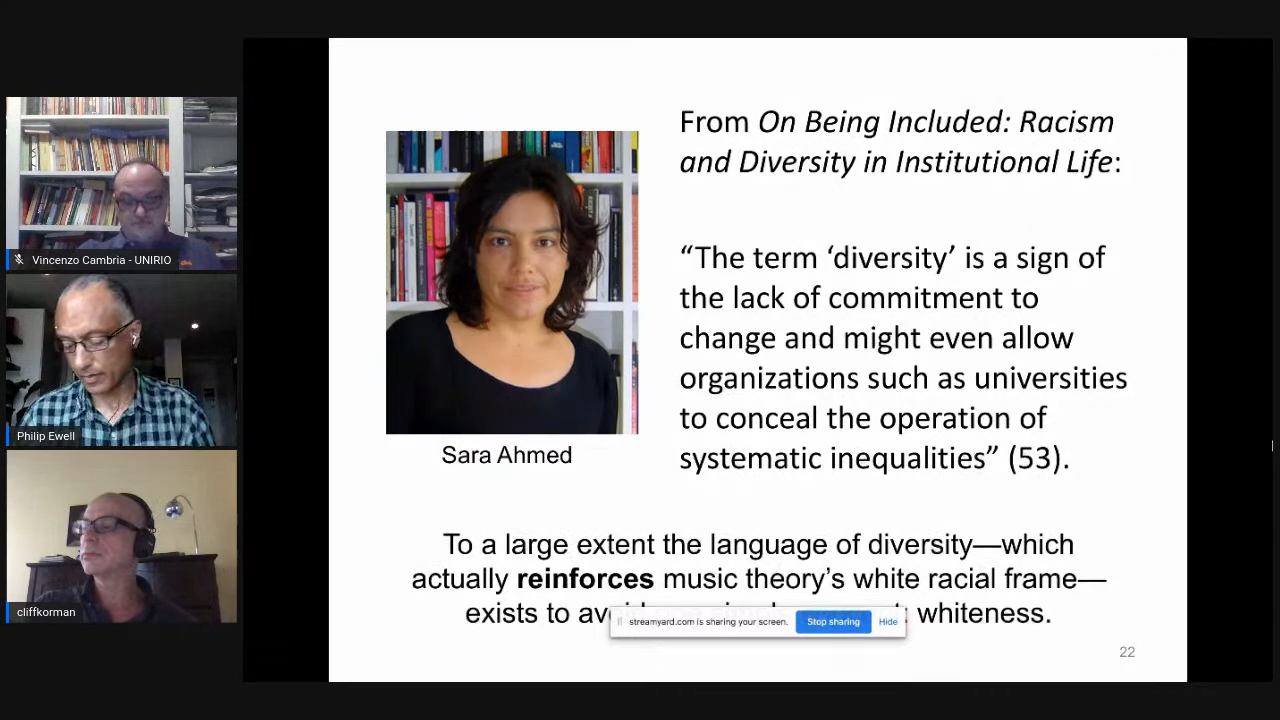 Vincenzo Cambria - UNIRIO
Philip Ewell
cliffkorman
From On Being Included: Racism
and Diversity in Institutional Life:
“The term ‘diversity’ is a sign of
the lack of commitment to
change and might even allow
organizations such as universities
to conceal the operation of
systematic inequalities” (53).
Sara Ahmed
To a large extent the language of diversity—which
actually reinforces music theory’s white racial frame—
exists to whiteness.
streamyard.com is sharing your screen.
Stop sharing
Hide
22